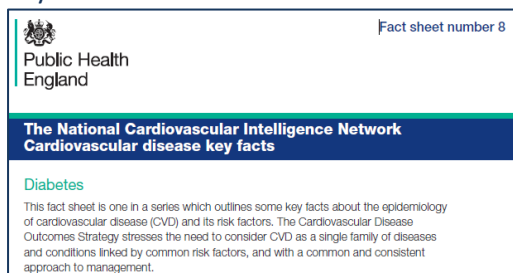 Fact sheet number 8
Public Health
England
The National Cardiovascular Intelligence Network
Cardiovascular disease key facts
Diabetes
This fact sheet is one in a series which outlines some key facts about the epidemiology
of cardiovascular disease (CVD) and its risk factors. The Cardiovascular Disease
Outcomes Strategy stresses the need to consider CVD as a single family of diseases
and conditions linked by common risk factors, and with a common and consistent
approach to management.